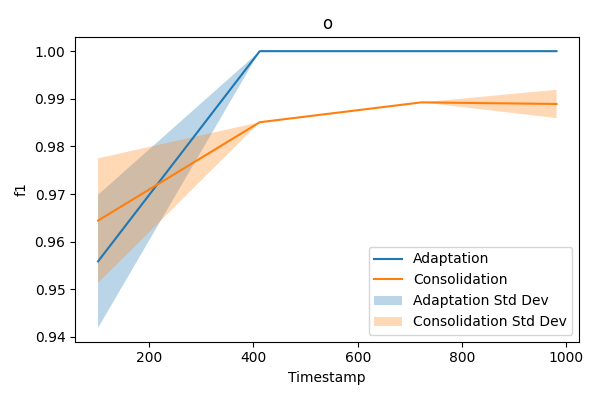 o
f1
1.00
0.99
0.98
0.97
0.96
0.95
0.94
Adaptation
Consolidation
Adaptation Std Dev
Consolidation Std Dev
200
400
600
800
1000
Timestamp